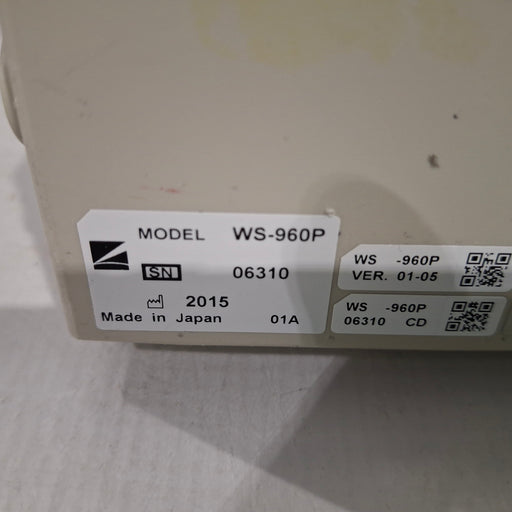 MODEL WS-960P
SN 06310
2015
Made in Japan 01A
WS -960P
VER. 01-05
WS -960P
06310 CD